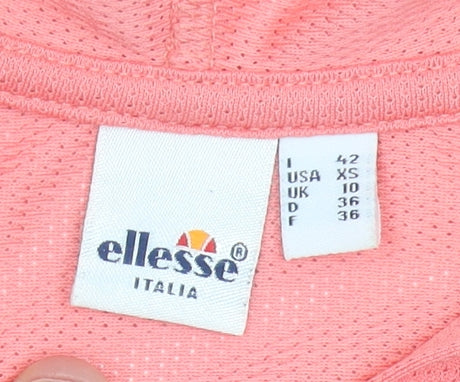 ellesse®
ITALIA
I 42
USA XS
UK 10
D 36
F 36